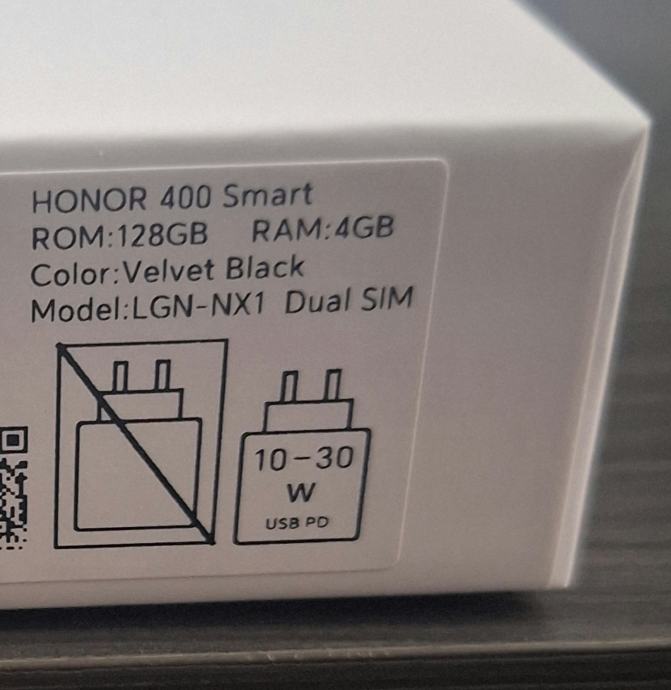 HONOR 400 Smart
ROM:128GB RAM:4GB
Color:Velvet Black
Model:LGN-NX1 Dual SIM
10-30
W
USB PD